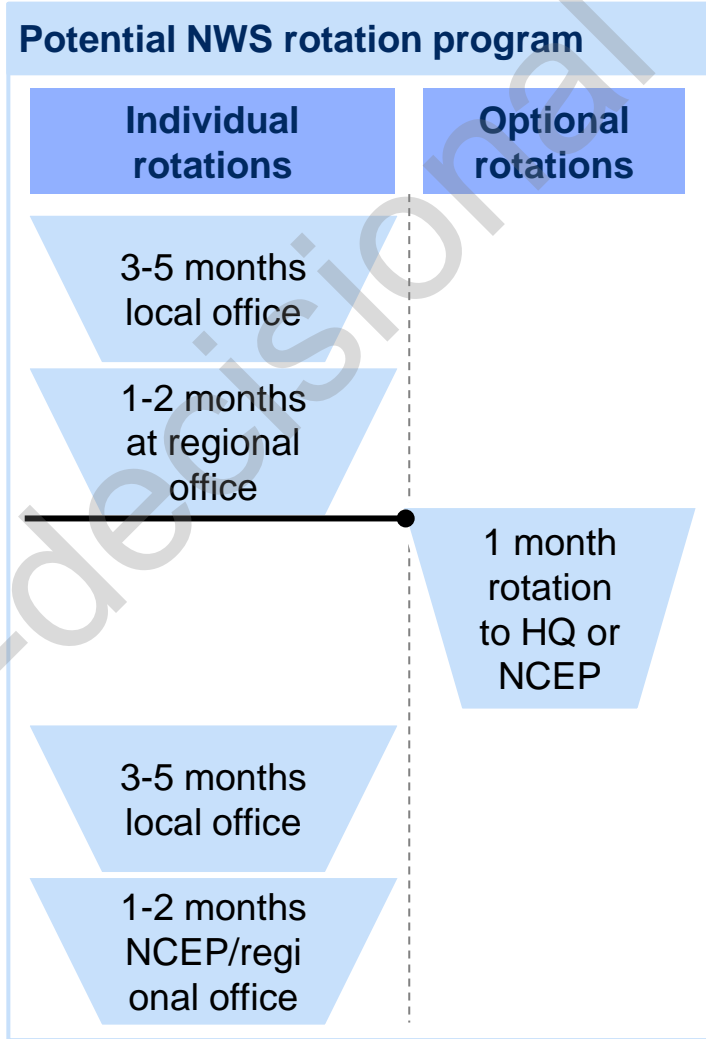 Potential NWS rotation program
Individual
rotations
Optional
rotations
3-5 months
local office
1-2 months
at regional
office
1 month
rotation
to HQ or
NCEP
3-5 months
local office
1-2 months
NCEP/regi
onal office
-decisional